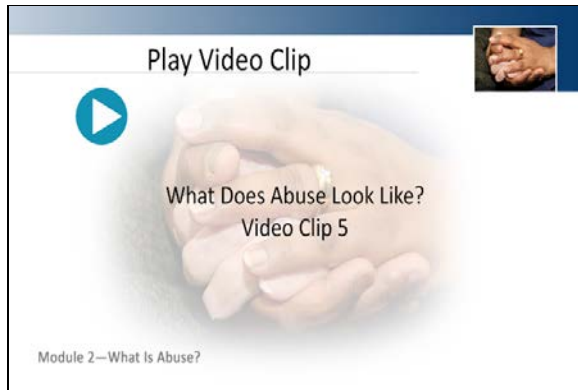 Play Video Clip
What Does Abuse Look Like?
Video Clip 5
Module 2—What Is Abuse?